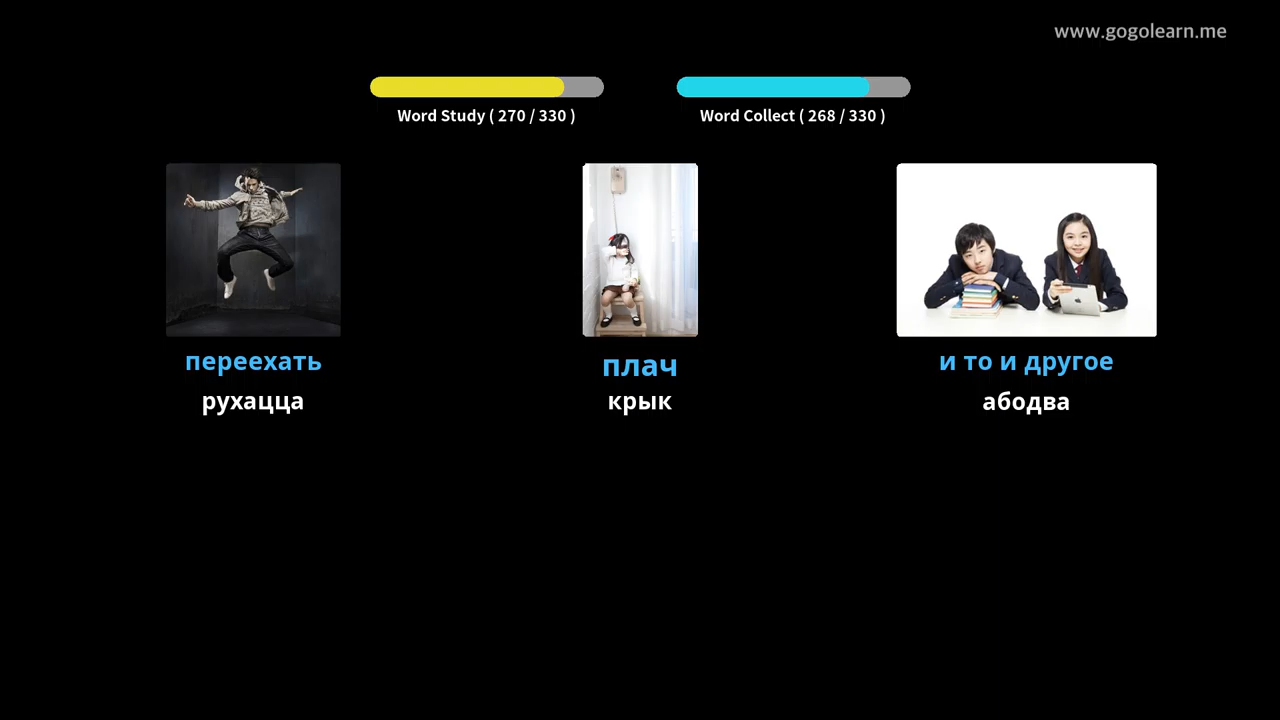 www.gogolearn.me
Word Study ( 270 / 330 )
Word Collect ( 268 / 330 )
переехать
рухацца
плач
крык
и то и другое
абодва